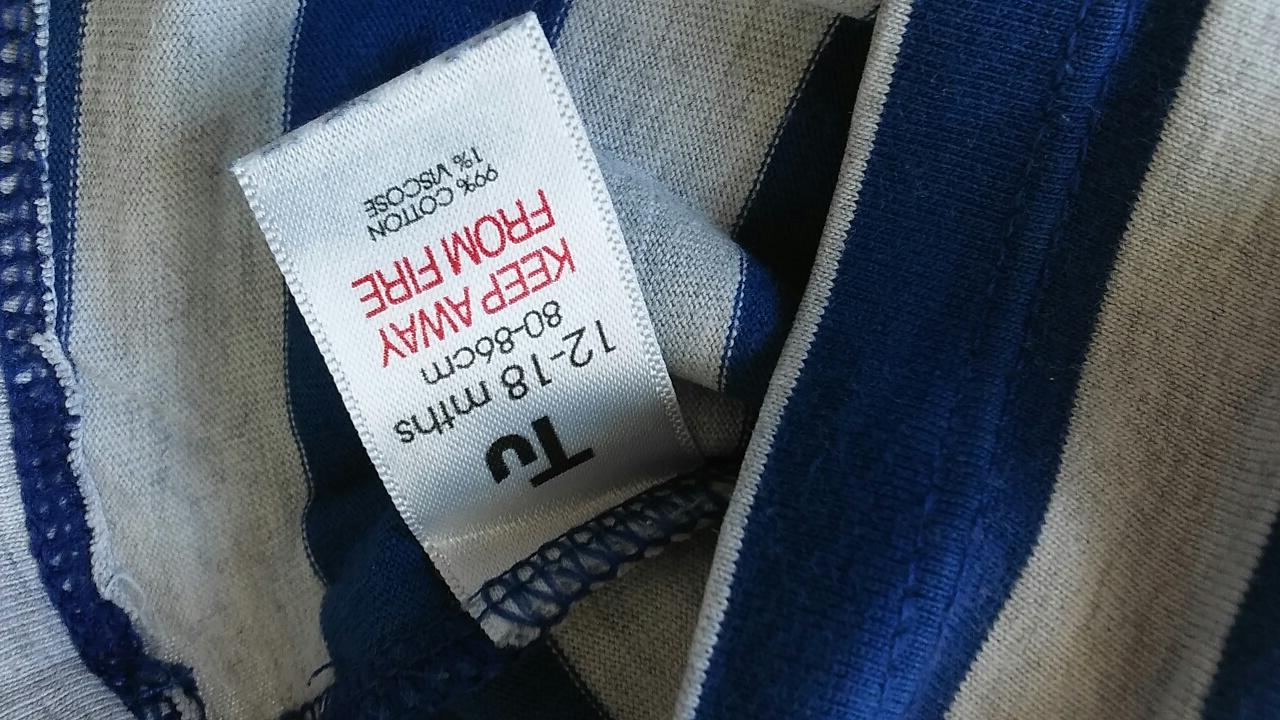 Tu
12-18 mths
80-86cm
KEEP AWAY
FROM FIRE
99% COTTON
1% VISCOSE